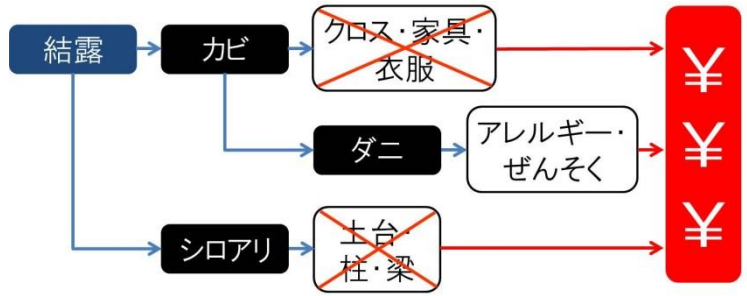 結露
カビ
クロス・家具・
衣服
ダニ
アレルギー・
ぜんそく
シロアリ
土台・
柱・梁
¥
¥
¥